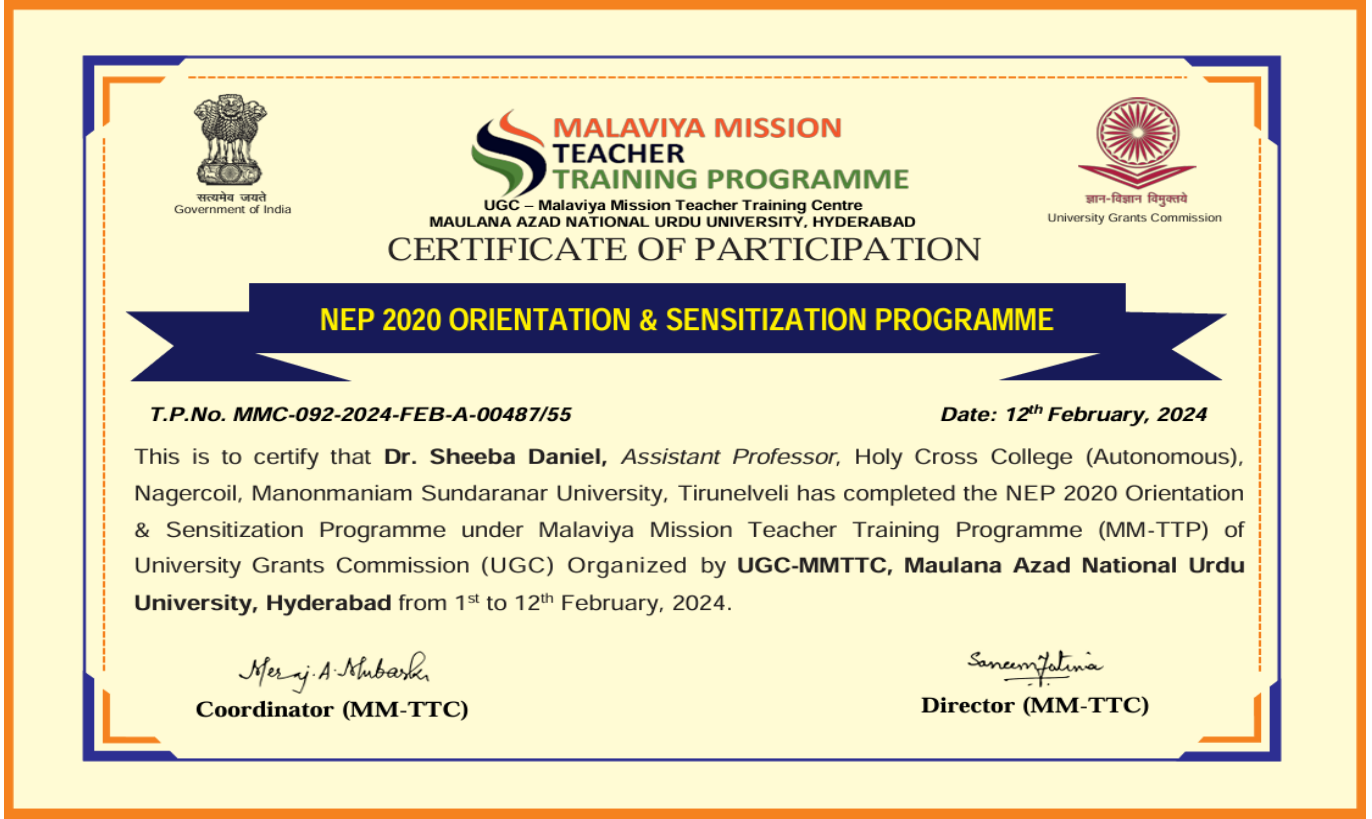 सत्यमेव जयते
Government of India
MALAVIYA MISSION
TEACHER
TRAINING PROGRAMME
UGC – Malaviya Mission Teacher Training Centre
MAULANA AZAD NATIONAL URDU UNIVERSITY, HYDERABAD
ज्ञान-विज्ञान विमुक्तये
University Grants Commission
CERTIFICATE OF PARTICIPATION
NEP 2020 ORIENTATION & SENSITIZATION PROGRAMME
T.P.No. MMC-092-2024-FEB-A-00487/55
Date: 12th February, 2024
This is to certify that Dr. Sheeba Daniel, Assistant Professor, Holy Cross College (Autonomous),
Nagercoil, Manonmaniam Sundaranar University, Tirunelveli has completed the NEP 2020 Orientation
& Sensitization Programme under Malaviya Mission Teacher Training Programme (MM-TTP) of
University Grants Commission (UGC) Organized by UGC-MMTTC, Maulana Azad National Urdu
University, Hyderabad from 1st to 12th February, 2024.
Meraj.A.
Coordinator (MM-TTC)
Director (MM-TTC)